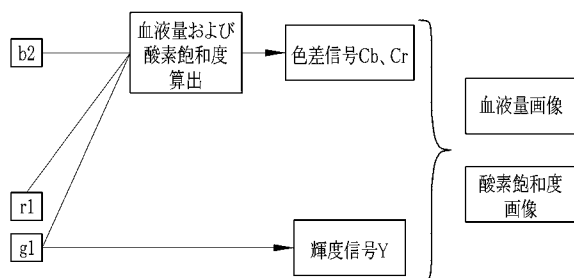 b2
血液量および
酸素飽和度
算出
色差信号Cb、Cr
血液量画像
酸素飽和度
画像
r1
g1
輝度信号Y